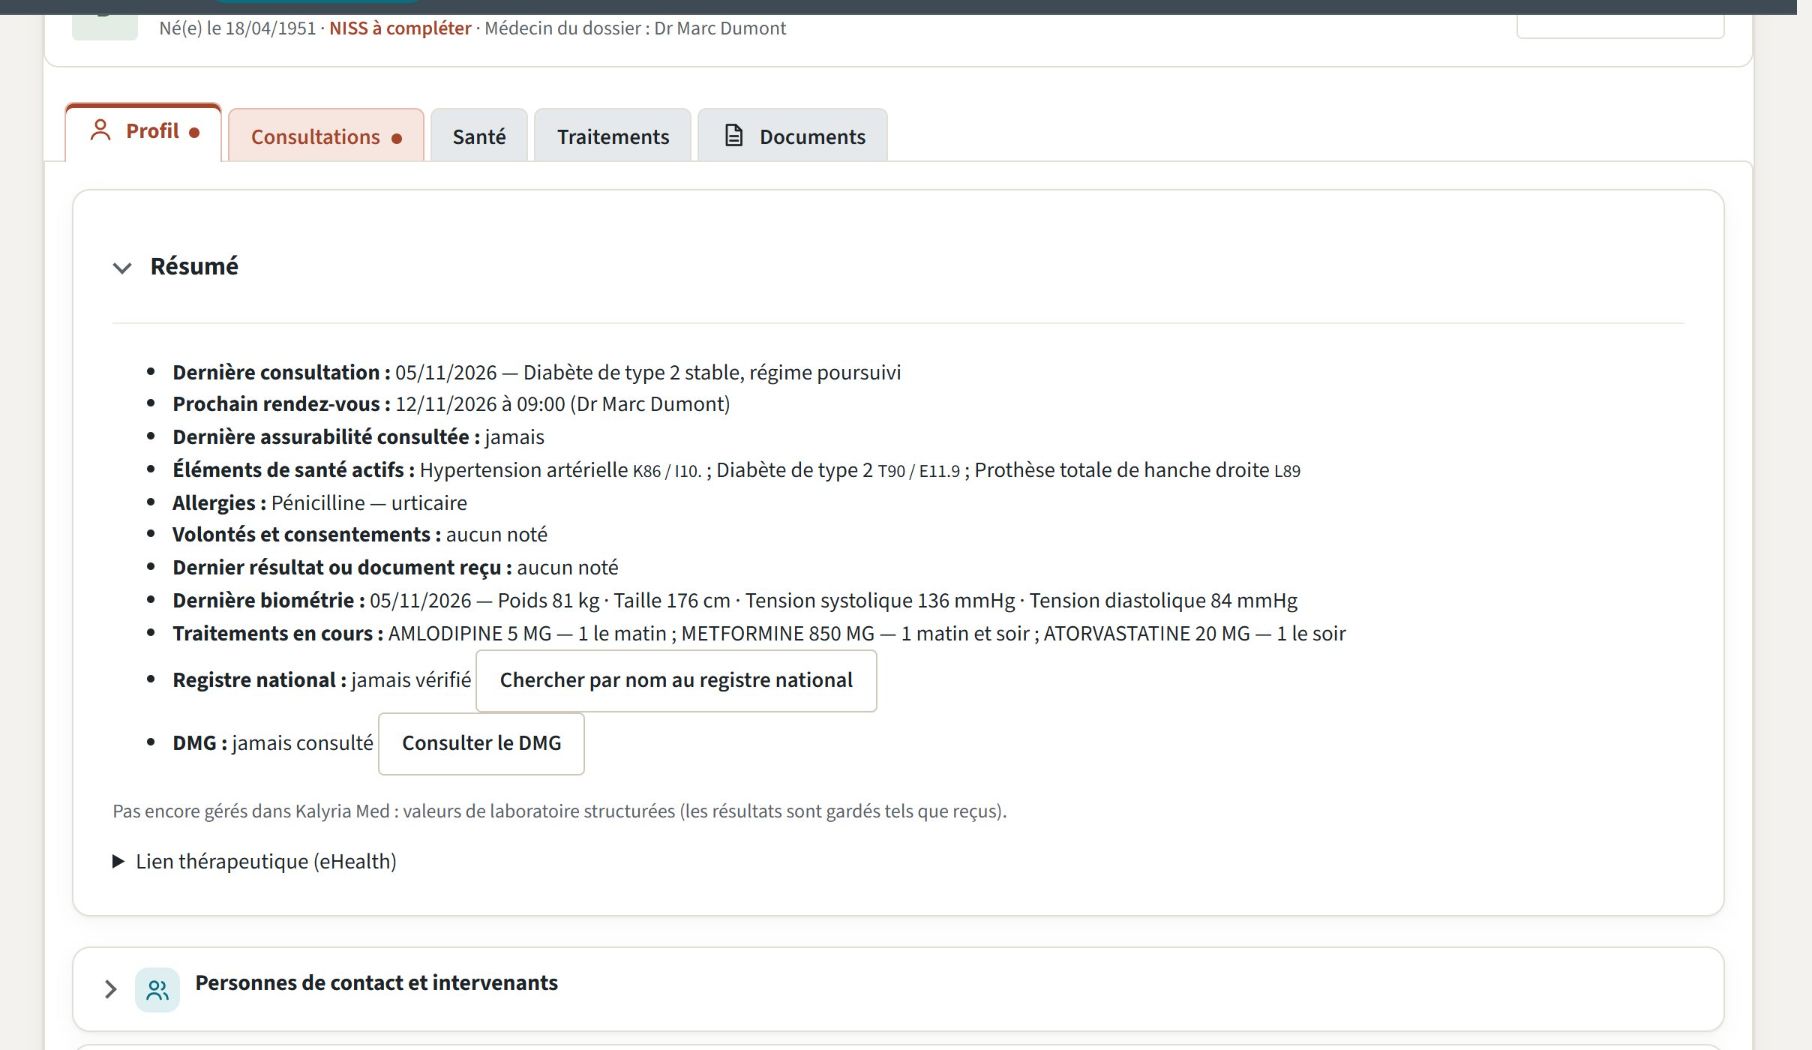 Né(e) le 18/04/1951 · NISS à compléter · Médecin du dossier : Dr Marc Dumont
Profil
Consultations
Santé
Traitements
Documents
Résumé
Dernière consultation : 05/11/2026 — Diabète de type 2 stable, régime poursuivi
Prochain rendez-vous : 12/11/2026 à 09:00 (Dr Marc Dumont)
Dernière assurabilité consultée : jamais
Éléments de santé actifs : Hypertension artérielle K86 / I10. ; Diabète de type 2 T90 / E11.9 ; Prothèse totale de hanche droite L89
Allergies : Pénicilline — urticaire
Volontés et consentements : aucun noté
Dernier résultat ou document reçu : aucun noté
Dernière biométrie : 05/11/2026 — Poids 81 kg · Taille 176 cm · Tension systolique 136 mmHg · Tension diastolique 84 mmHg
Traitements en cours : AMLODIPINE 5 MG — 1 le matin ; METFORMINE 850 MG — 1 matin et soir ; ATORVASTATINE 20 MG — 1 le soir
Registre national : jamais vérifié Chercher par nom au registre national
DMG : jamais consulté Consulter le DMG
Pas encore gérés dans Kalyria Med : valeurs de laboratoire structurées (les résultats sont gardés tels que reçus).
Lien thérapeutique (eHealth)
Personnes de contact et intervenants